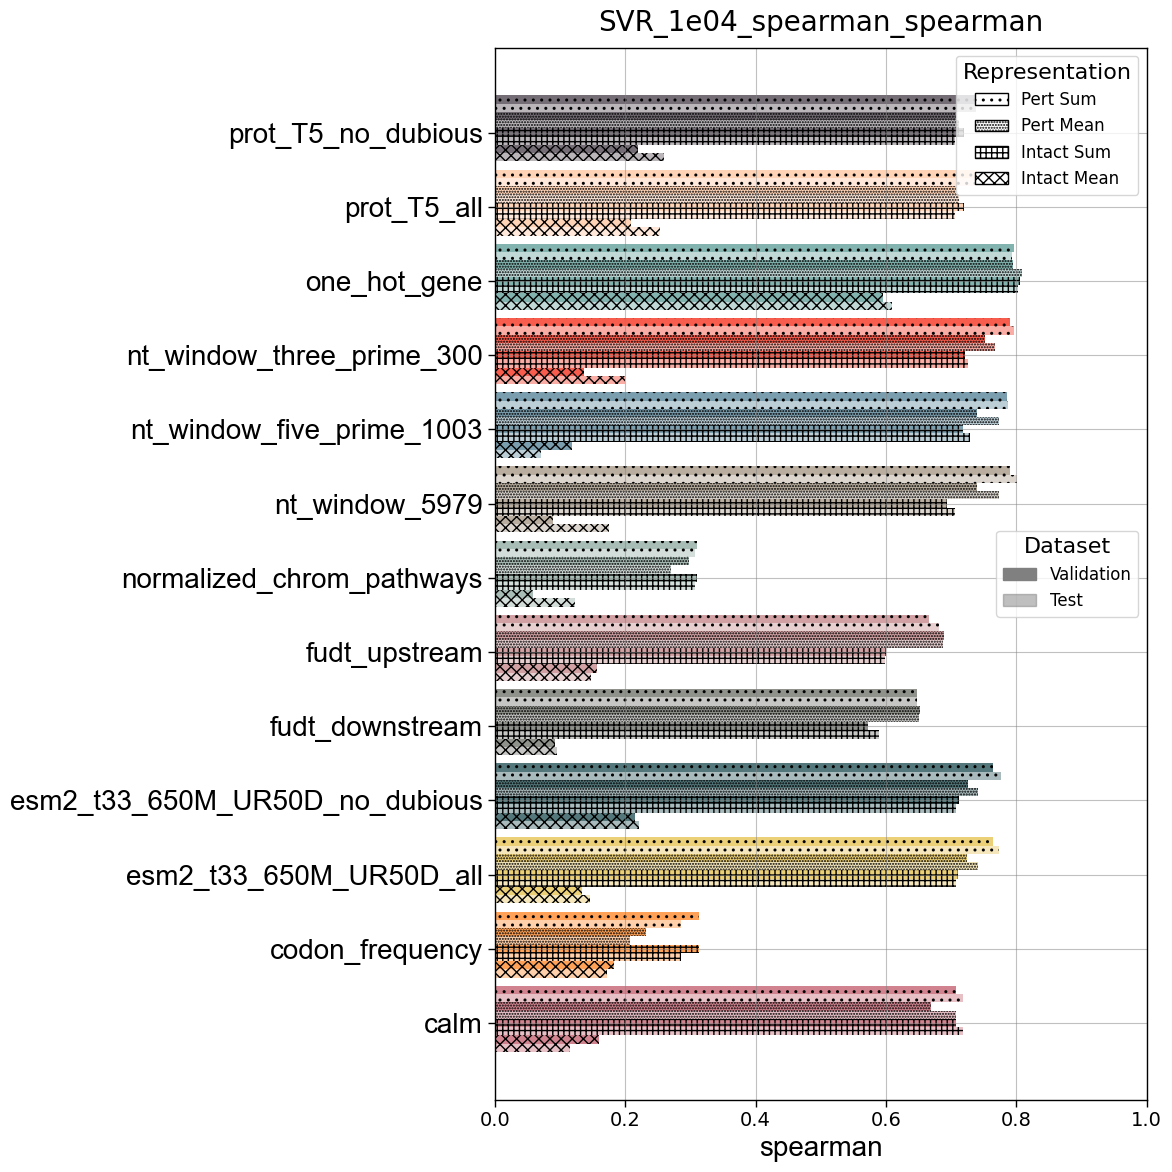 SVR_1e04_spearman_spearman
Representation
Pert Sum
Pert Mean
Intact Sum
Intact Mean
prot_T5_no_dubious
prot_T5_all
one_hot_gene
nt_window_three_prime_300
nt_window_five_prime_1003
nt_window_5979
Dataset
Validation
Test
normalized_chrom_pathways
fudt_upstream
fudt_downstream
esm2_t33_650M_UR50D_no_dubious
esm2_t33_650M_UR50D_all
codon_frequency
calm
0.0 0.2 0.4 0.6 0.8 1.0
spearman